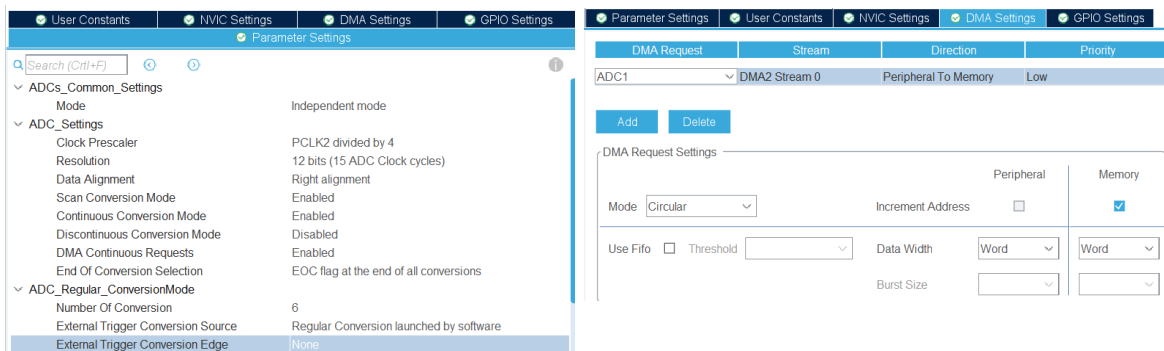 User Constants NVIC Settings DMA Settings GPIO Settings
Parameter Settings
Search (Crtl+F)
ADCs_Common_Settings
Mode Independent mode
ADC_Settings
Clock Prescaler PCLK2 divided by 4
Resolution 12 bits (15 ADC Clock cycles)
Data Alignment Right alignment
Scan Conversion Mode Enabled
Continuous Conversion Mode Enabled
Discontinuous Conversion Mode Disabled
DMA Continuous Requests Enabled
End Of Conversion Selection EOC flag at the end of all conversions
ADC_Regular_ConversionMode
Number Of Conversion 6
External Trigger Conversion Source Regular Conversion launched by software
External Trigger Conversion Edge None
Parameter Settings User Constants NVIC Settings DMA Settings GPIO Settings
DMA Request Stream Direction Priority
ADC1 DMA2 Stream 0 Peripheral To Memory Low
Add Delete
DMA Request Settings
Peripheral Memory
Mode Circular Increment Address
Use Fifo Threshold Data Width Word Word
Burst Size